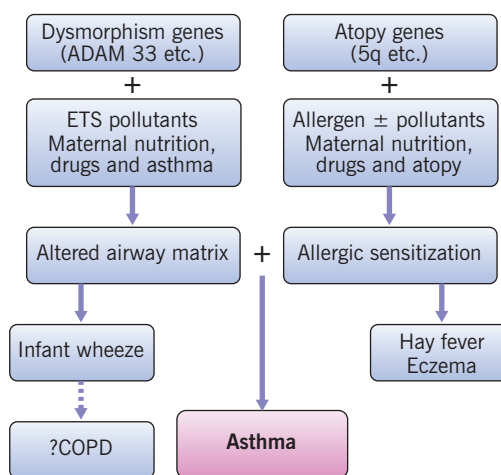 Dysmorphism genes
(ADAM 33 etc.)
+
ETS pollutants
Maternal nutrition,
drugs and asthma
Altered airway matrix
Infant wheeze
?COPD
+
Asthma
Atopy genes
(5q etc.)
+
Allergen ± pollutants
Maternal nutrition,
drugs and atopy
Allergic sensitization
Hay fever
Eczema